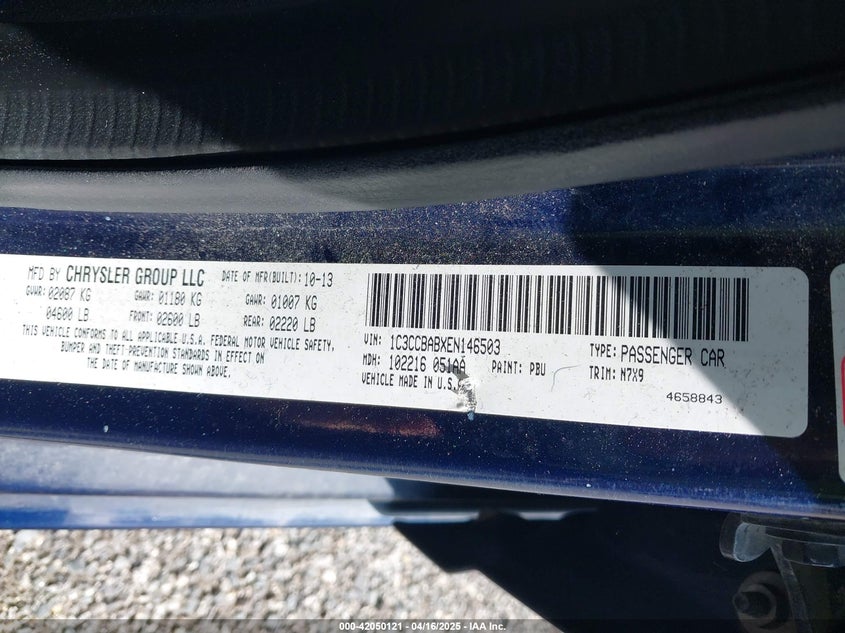 MFD BY CHRYSLER GROUP LLC DATE OF MFR(BUILT): 10-13
GVWR: 02087 KG GAWR: 01180 KG GAWR: 01007 KG
04600 LB FRONT: 02600 LB REAR: 02220 LB
THIS VEHICLE CONFORMS TO ALL APPLICABLE U.S.A. FEDERAL MOTOR VEHICLE SAFETY,
BUMPER AND THEFT PREVENTION STANDARDS IN EFFECT ON
THE DATE OF MANUFACTURE SHOWN ABOVE.
VIN: 1C3CCBABXEN146503 TYPE: PASSENGER CAR
MDH: 102216 051AA PAINT: PBU TRIM: N7X9
VEHICLE MADE IN U.S.A
4658843
000-42050121 - 04/16/2025 - IAA Inc.